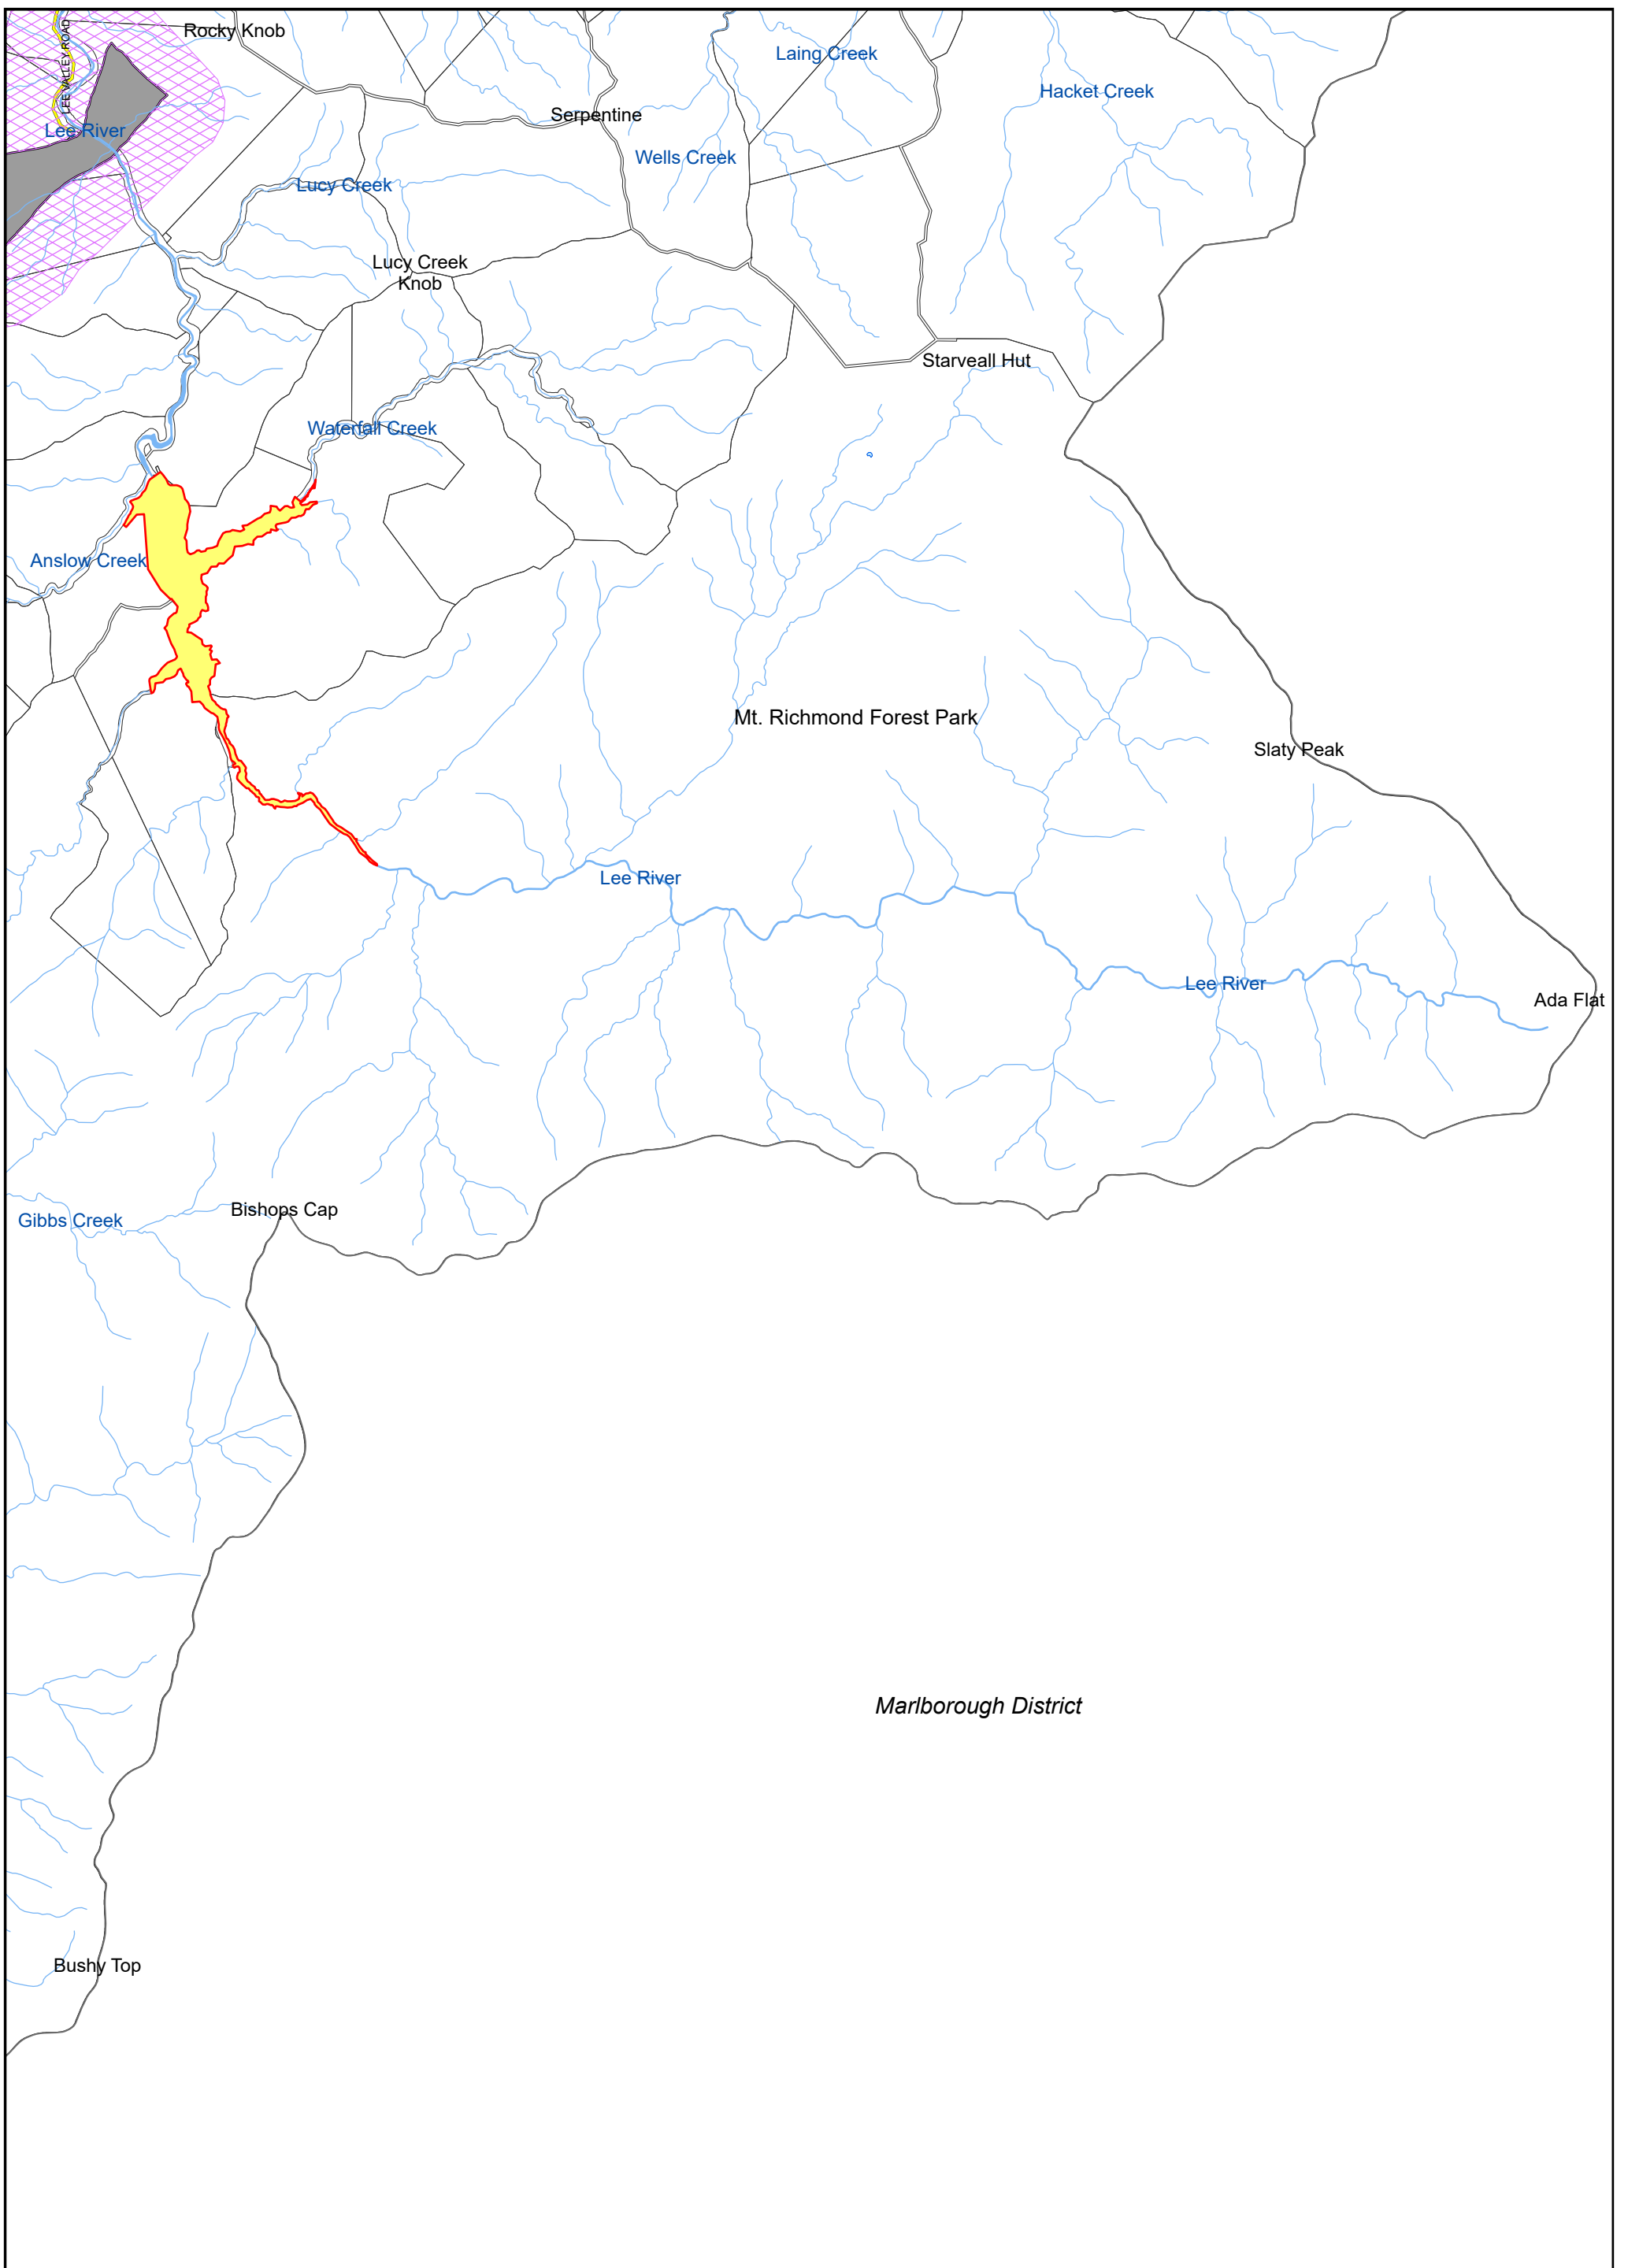 Rocky Knob
LEE VALLEY ROAD
Laing Creek
Hacket Creek
Serpentine
Lee River
Wells Creek
Lucy Creek
Lucy Creek
Knob
Starveall Hut
Waterfall Creek
Anslow Creek
Mt. Richmond Forest Park
Slaty Peak
Lee River
Lee River
Ada Flat
Bishops Cap
Gibbs Creek
Marlborough District
Bushy Top